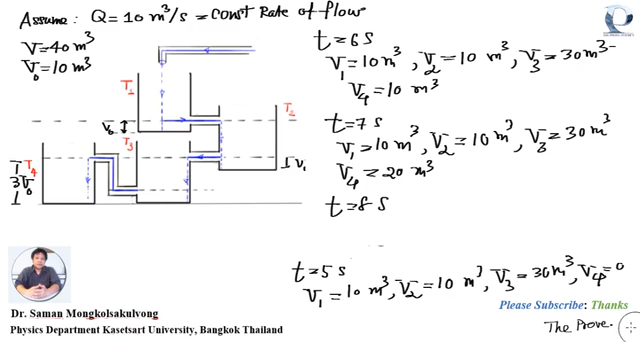 Assume: Q = 10 m³/s = Const Rate of flow
V = 40 m³
V₀ = 10 m³
T₁
T₂
V₀
T₃
T₄
3V₀
V₁
t = 6 s
V₁ = 10 m³, V₂ = 10 m³, V₃ = 30 m³
V₄ = 10 m³
t = 7 s
V₁ = 10 m³, V₂ = 10 m³, V₃ = 30 m³
V₄ = 20 m³
t = 8 s
t = 5 s
V₁ = 10 m³, V₂ = 10 m³, V₃ = 30 m³, V₄ = 0
Dr. Saman Mongkolsakulvong
Physics Department Kasetsart University, Bangkok Thailand
Please Subscribe: Thanks
The Prove.